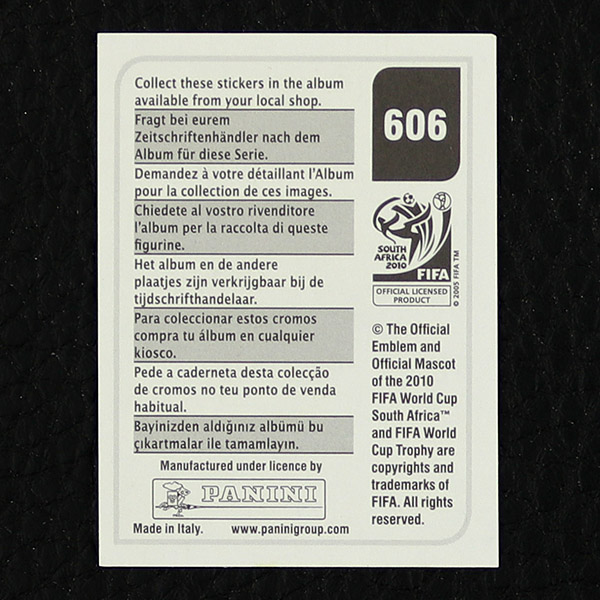 Collect these stickers in the album
available from your local shop.
Fragt bei eurem
Zeitschriftenhändler nach dem
Album für diese Serie.
Demandez à votre détaillant l'Album
pour la collection de ces images.
Chiedete al vostro rivenditore
l'album per la raccolta di queste
figurine.
Het album en de andere
plaatjes zijn verkrijgbaar bij de
tijdschrifthandelaar.
Para coleccionar estos cromos
compra tu álbum en cualquier
kiosco.
Pede a caderneta desta colecção
de cromos no teu ponto de venda
habitual.
Bayinizden aldığınız albümü bu
çıkartmalar ile tamamlayın.
Manufactured under licence by
PANINI
Made in Italy. www.paninigroup.com
606
SOUTH
AFRICA
2010
FIFA
OFFICIAL LICENSED
PRODUCT
© 2005 FIFA TM
© The Official
Emblem and
Official Mascot
of the 2010
FIFA World Cup
South Africa™
and FIFA World
Cup Trophy are
copyrights and
trademarks of
FIFA. All rights
reserved.